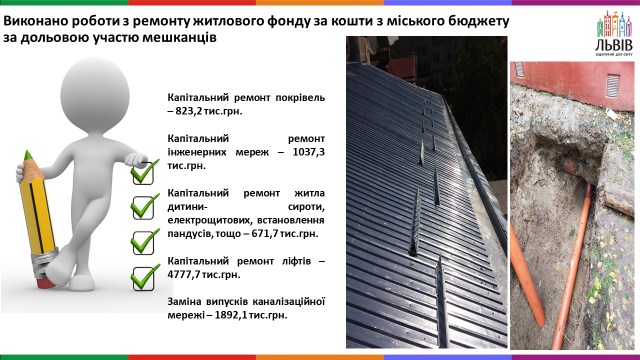 Виконано роботи з ремонту житлового фонду за кошти з міського бюджету
за дольовою участю мешканців
ЛЬВІВ
ВІДКРИТИЙ ДЛЯ СВІТУ
Капітальний ремонт покрівель
– 823,2 тис.грн.
Капітальний ремонт
інженерних мереж – 1037,3
тис.грн.
Капітальний ремонт житла
дитини- сироти,
електрощитових, встановлення
пандусів, тощо – 671,7 тис.грн.
Капітальний ремонт ліфтів –
4777,7 тис.грн.
Заміна випусків каналізаційної
мережі – 1892,1 тис.грн.